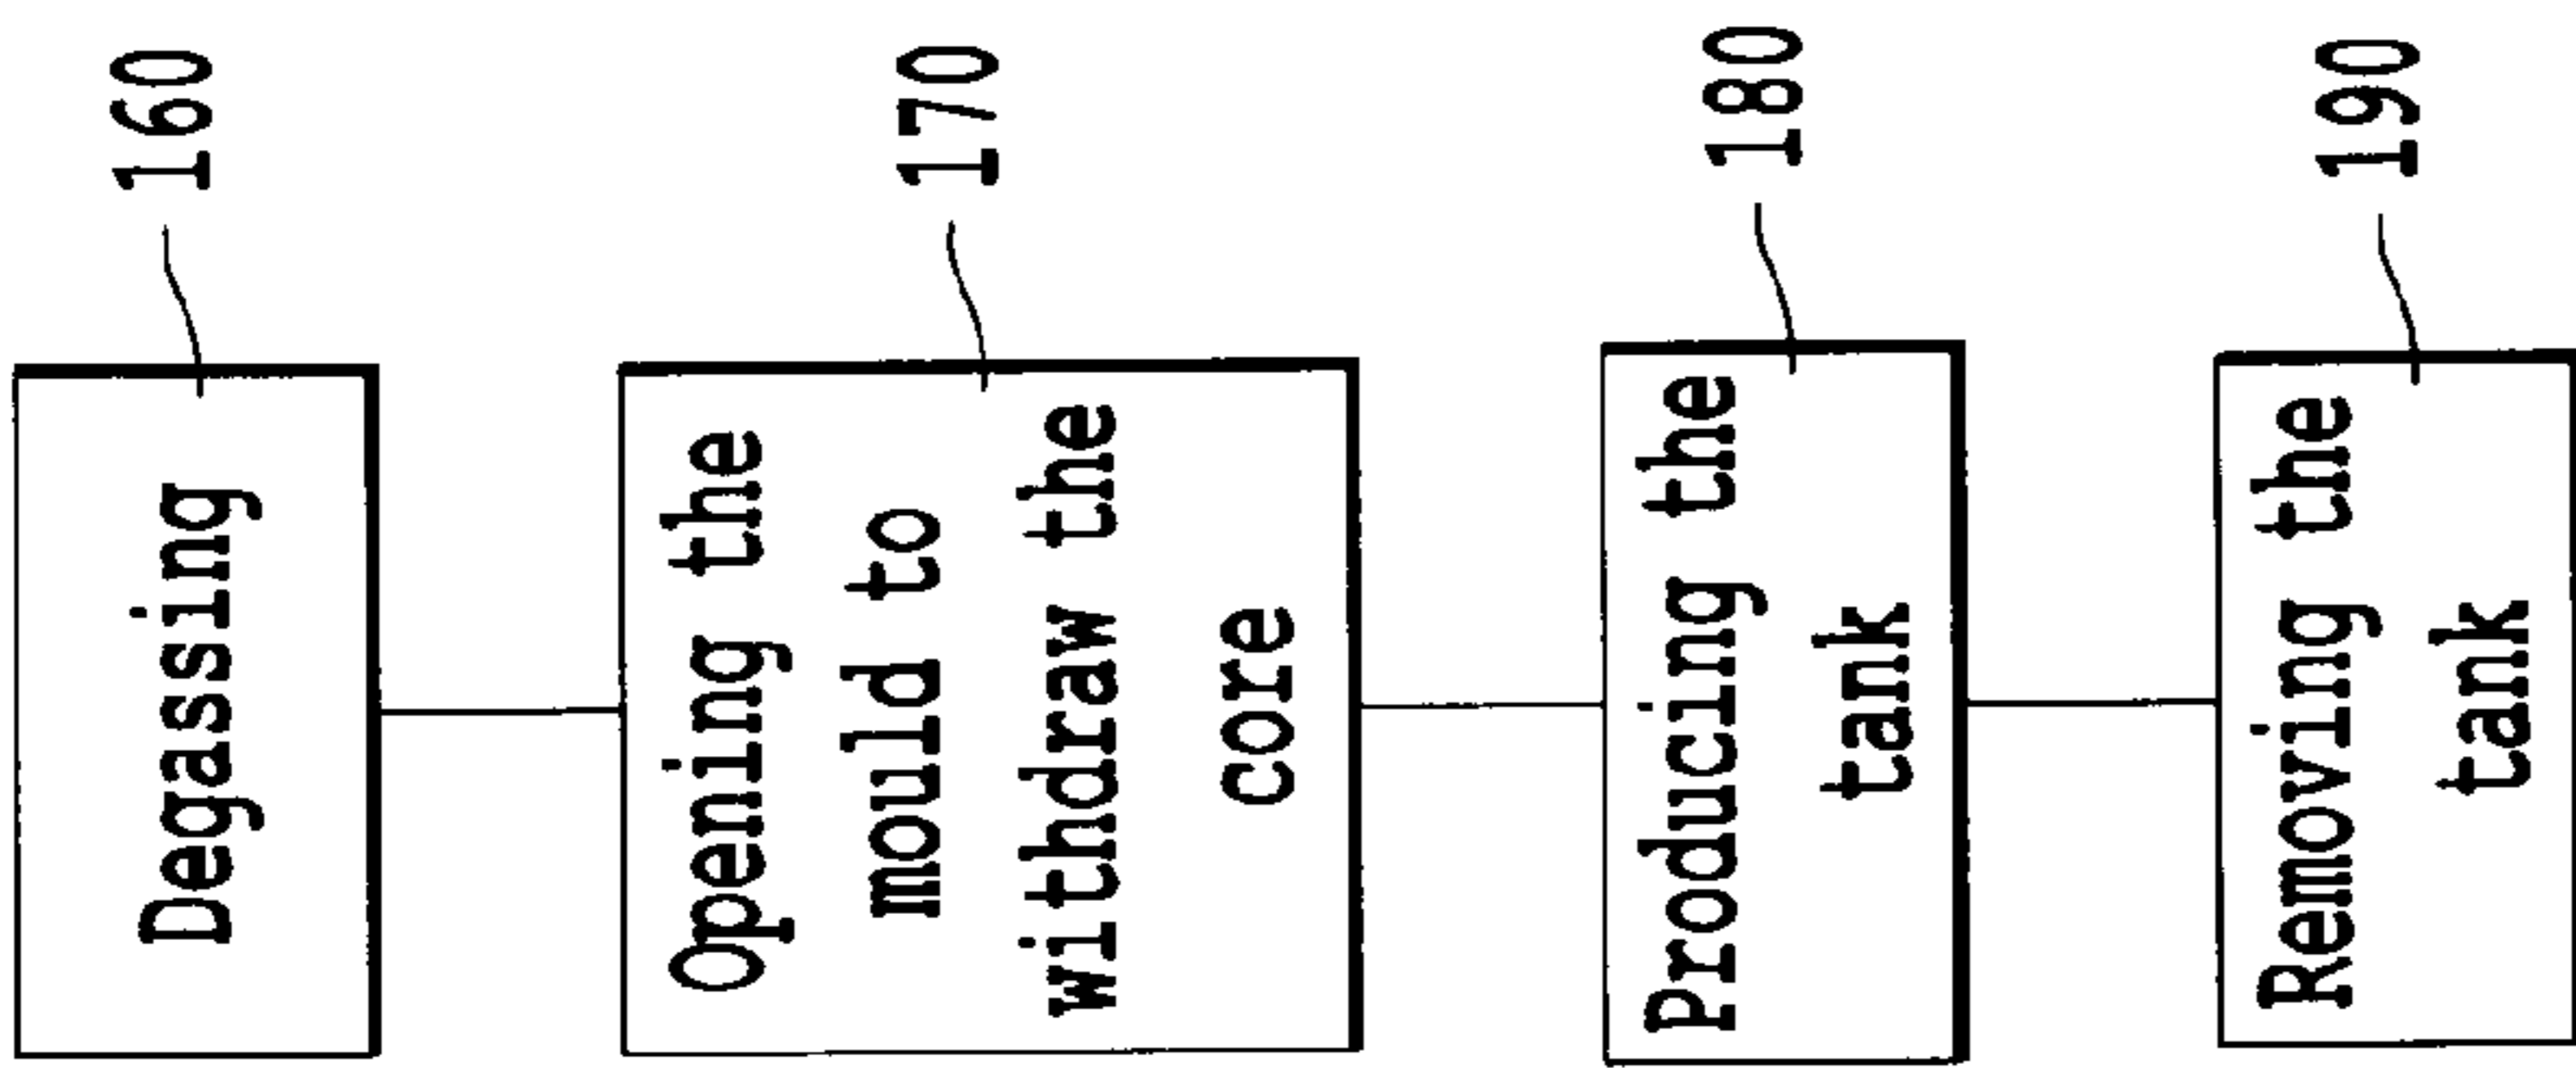 Degassing
160
Opening the
mould to
withdraw the
core
170
Producing the
tank
180
Removing the
tank
190